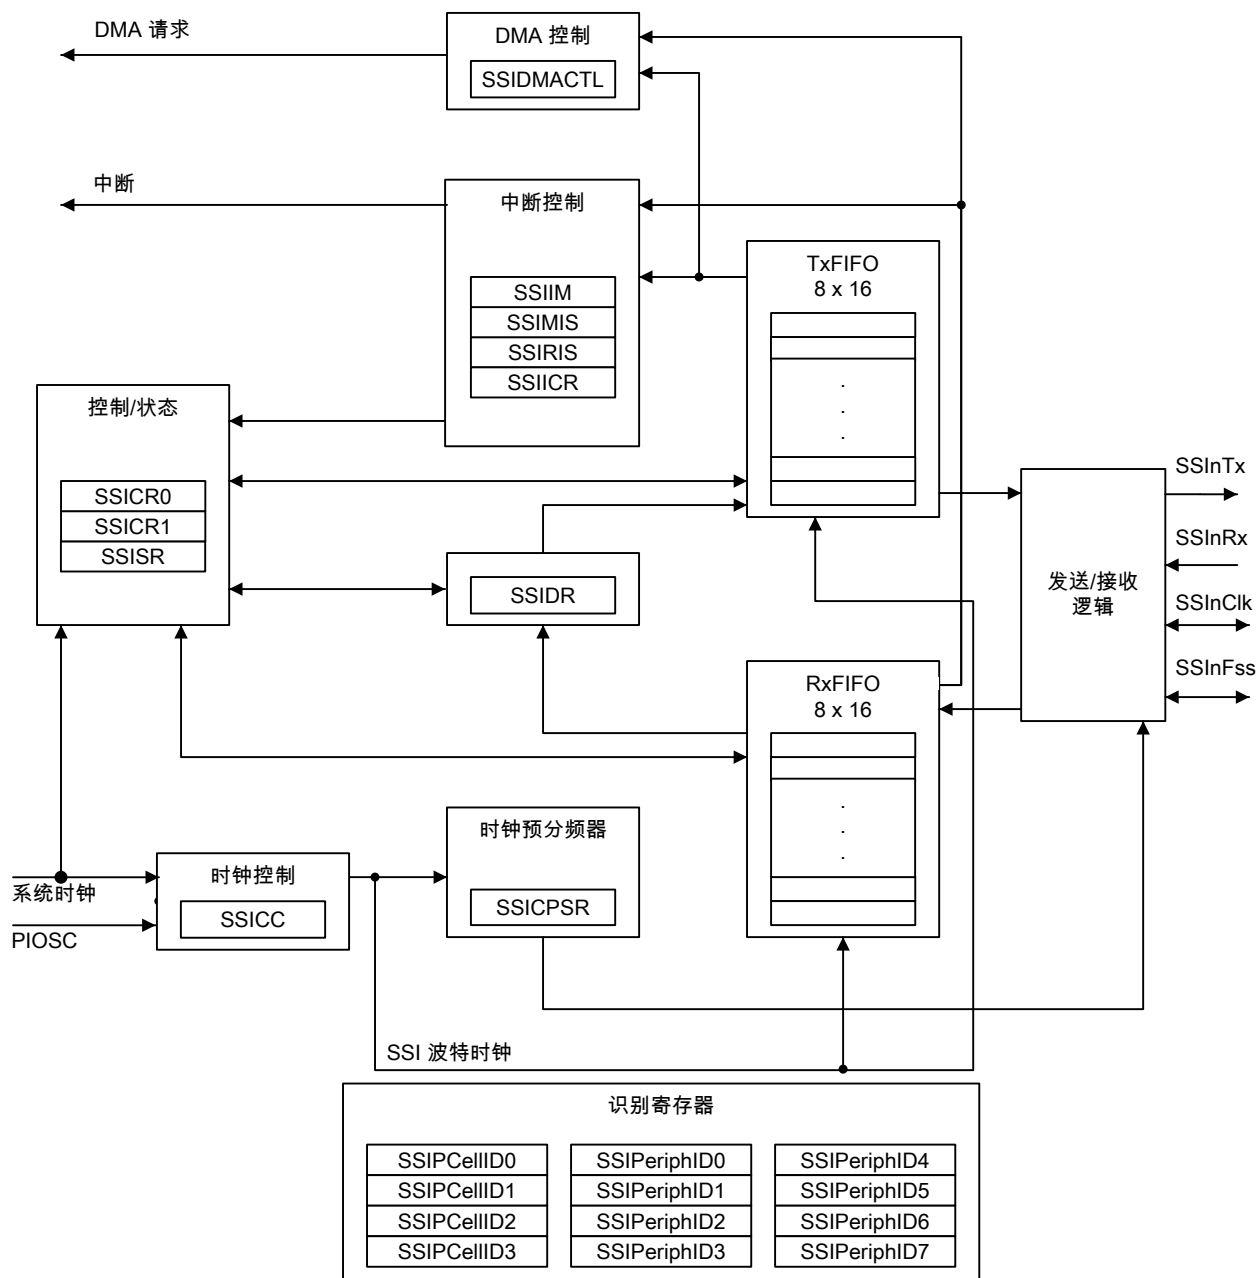 DMA 请求
DMA 控制
SSIDMACTL
中断
中断控制
SSIIM
SSIMIS
SSIRIS
SSIICR
TxFIFO
8 x 16
.
.
.
控制/状态
SSICR0
SSICR1
SSISR
SSIDR
发送/接收
逻辑
SSInTx
SSInRx
SSInClk
SSInFss
RxFIFO
8 x 16
.
.
.
系统时钟
PIOSC
时钟控制
SSICC
时钟预分频器
SSICPSR
SSI 波特时钟
识别寄存器
SSIPCellID0
SSIPCellID1
SSIPCellID2
SSIPCellID3
SSIPeriphID0
SSIPeriphID1
SSIPeriphID2
SSIPeriphID3
SSIPeriphID4
SSIPeriphID5
SSIPeriphID6
SSIPeriphID7